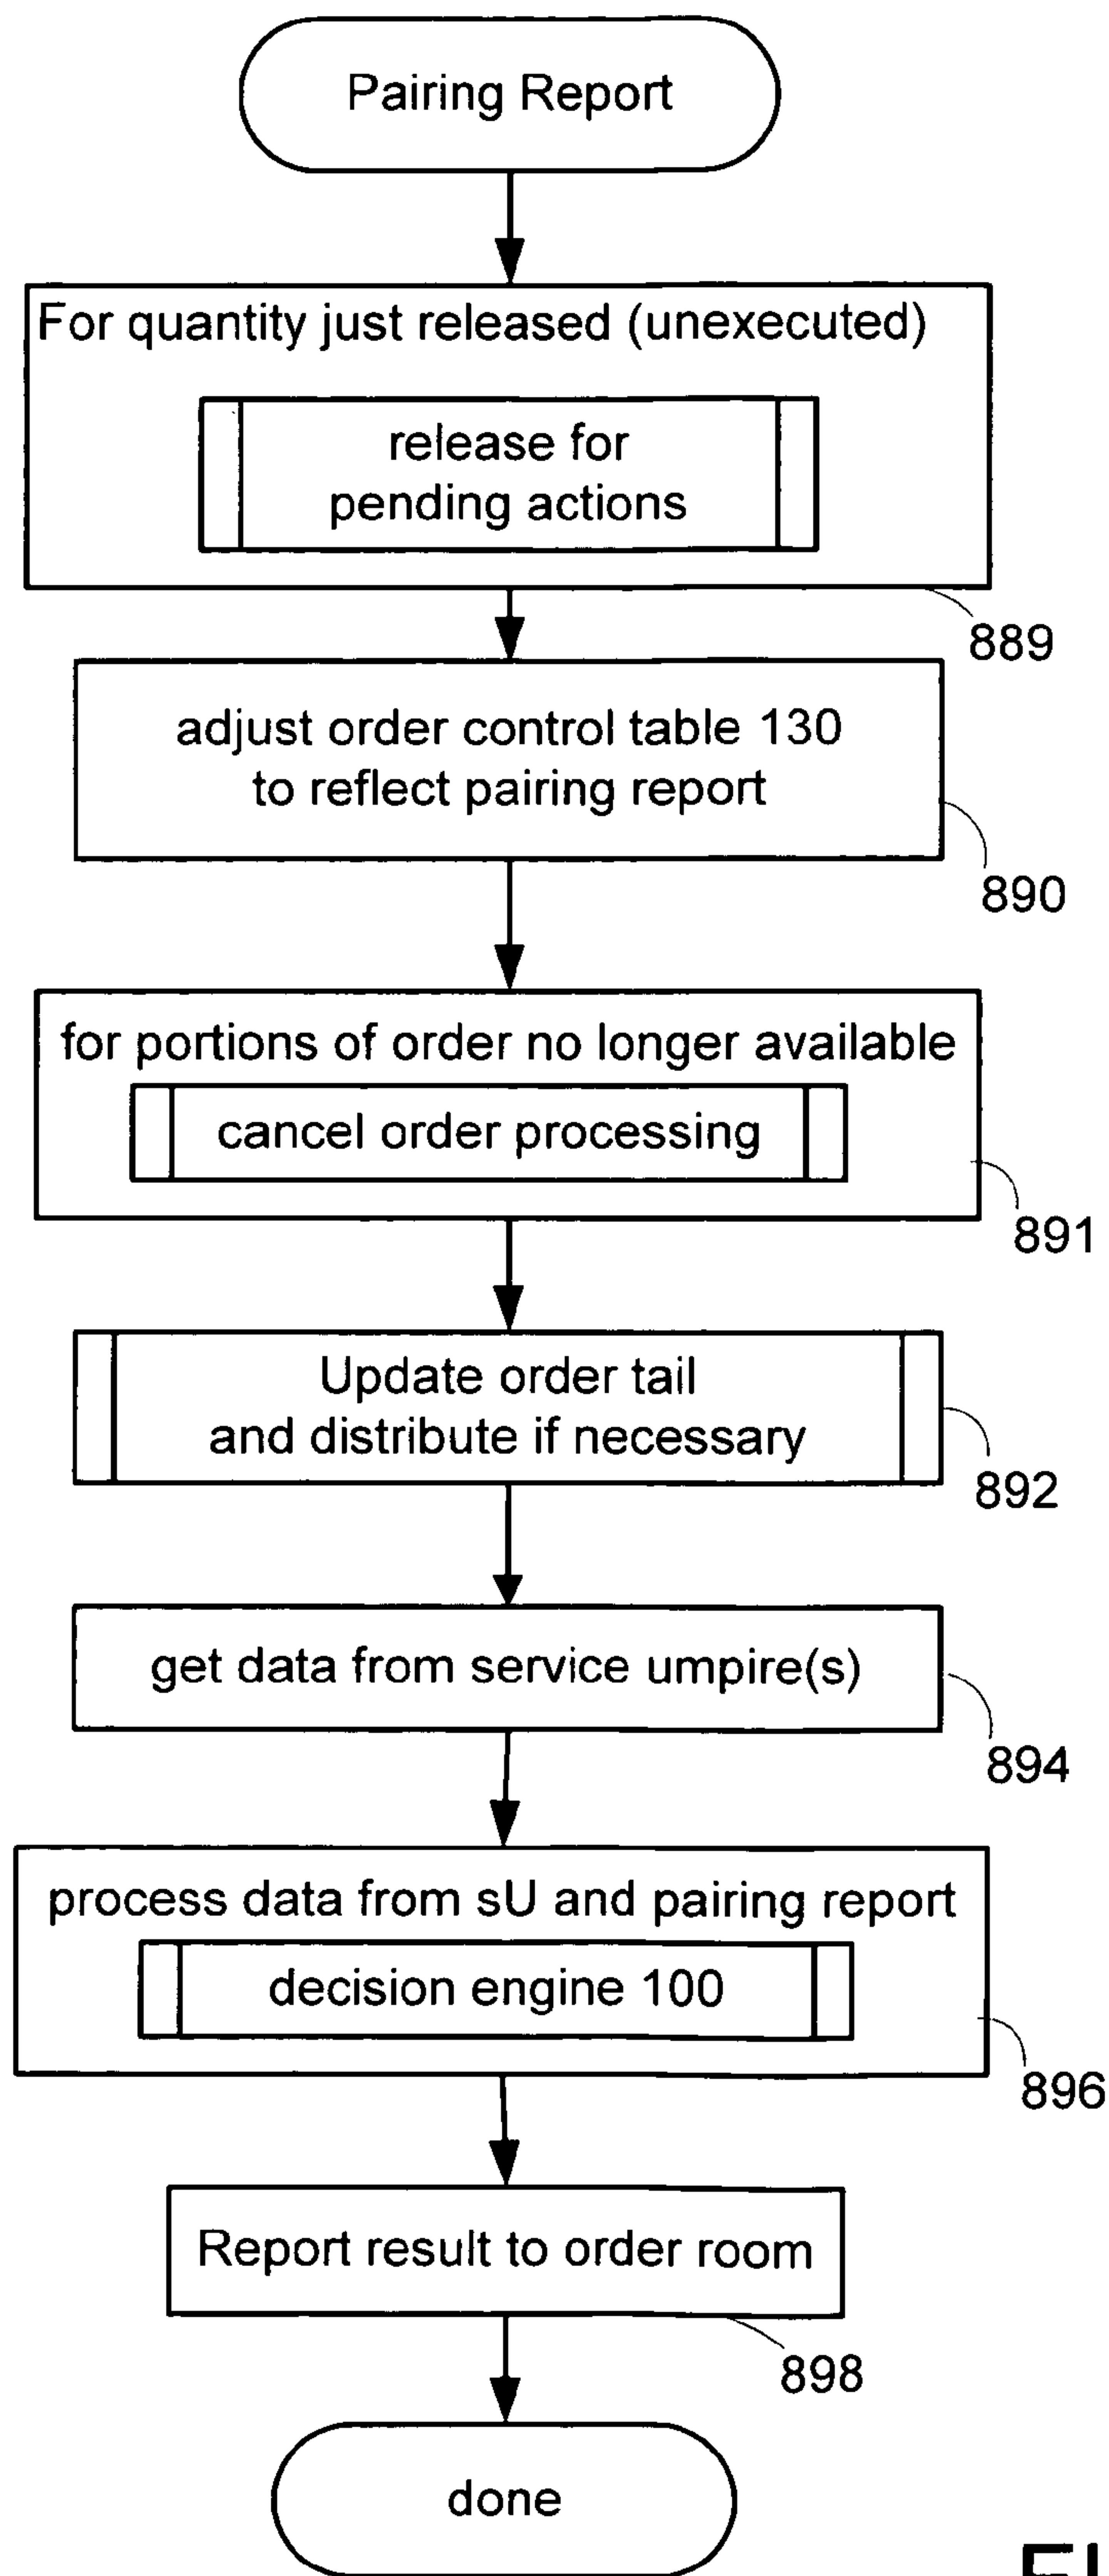 Pairing Report
For quantity just released (unexecuted)
release for
pending actions
889
adjust order control table 130
to reflect pairing report
890
for portions of order no longer available
cancel order processing
891
Update order tail
and distribute if necessary
892
get data from service umpire(s)
894
process data from sU and pairing report
decision engine 100
896
Report result to order room
898
done